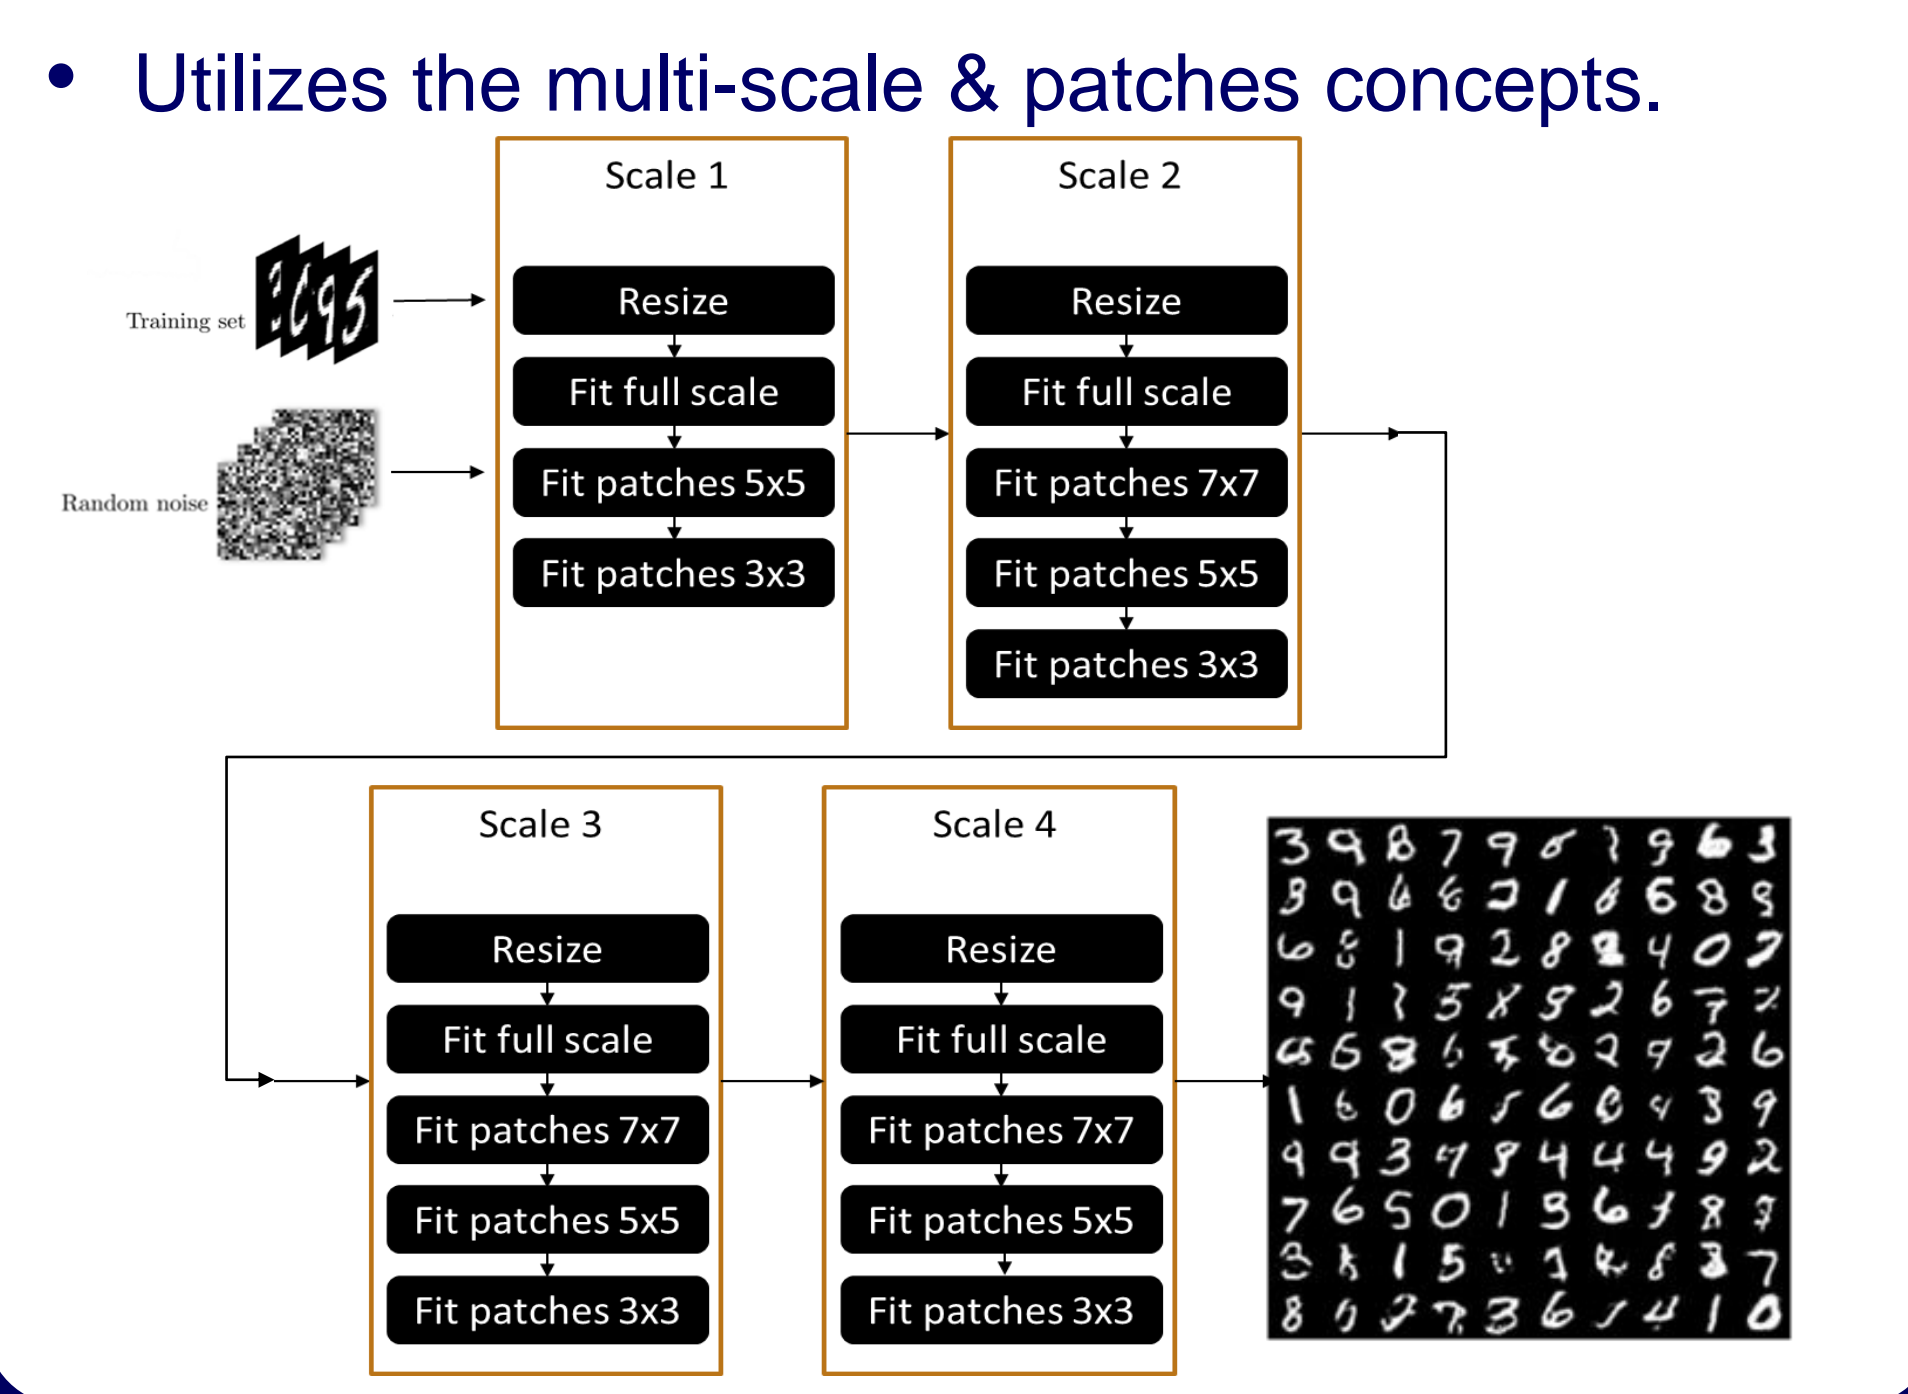 • Utilizes the multi-scale & patches concepts.
Scale 1
Resize
Fit full scale
Fit patches 5x5
Fit patches 3x3
Scale 2
Resize
Fit full scale
Fit patches 7x7
Fit patches 5x5
Fit patches 3x3
Training set
Random noise
Scale 3
Resize
Fit full scale
Fit patches 7x7
Fit patches 5x5
Fit patches 3x3
Scale 4
Resize
Fit full scale
Fit patches 7x7
Fit patches 5x5
Fit patches 3x3